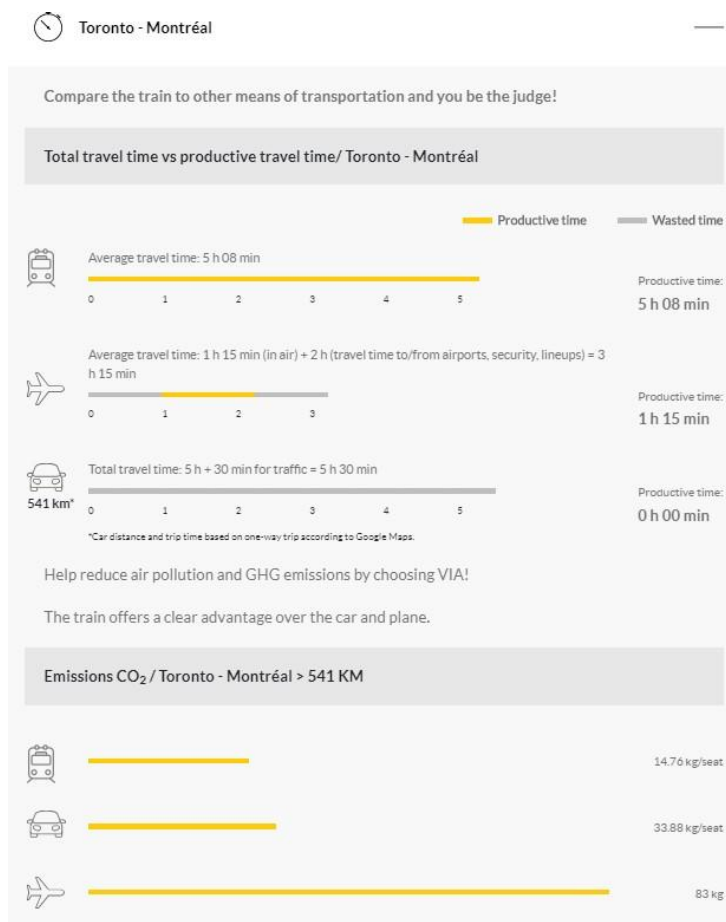 Toronto - Montréal
Compare the train to other means of transportation and you be the judge!
Total travel time vs productive travel time/ Toronto - Montréal
Productive time Wasted time
Average travel time: 5 h 08 min
0 1 2 3 4 5
Productive time:
5 h 08 min
Average travel time: 1 h 15 min (in air) + 2 h (travel time to/from airports, security, lineups) = 3
h 15 min
0 1 2 3
Productive time:
1 h 15 min
Total travel time: 5 h + 30 min for traffic = 5 h 30 min
541 km*
0 1 2 3 4 5
Productive time:
0 h 00 min
*Car distance and trip time based on one-way trip according to Google Maps.
Help reduce air pollution and GHG emissions by choosing VIA!
The train offers a clear advantage over the car and plane.
Emissions CO₂ / Toronto - Montréal > 541 KM
14.76 kg/seat
33.88 kg/seat
83 kg